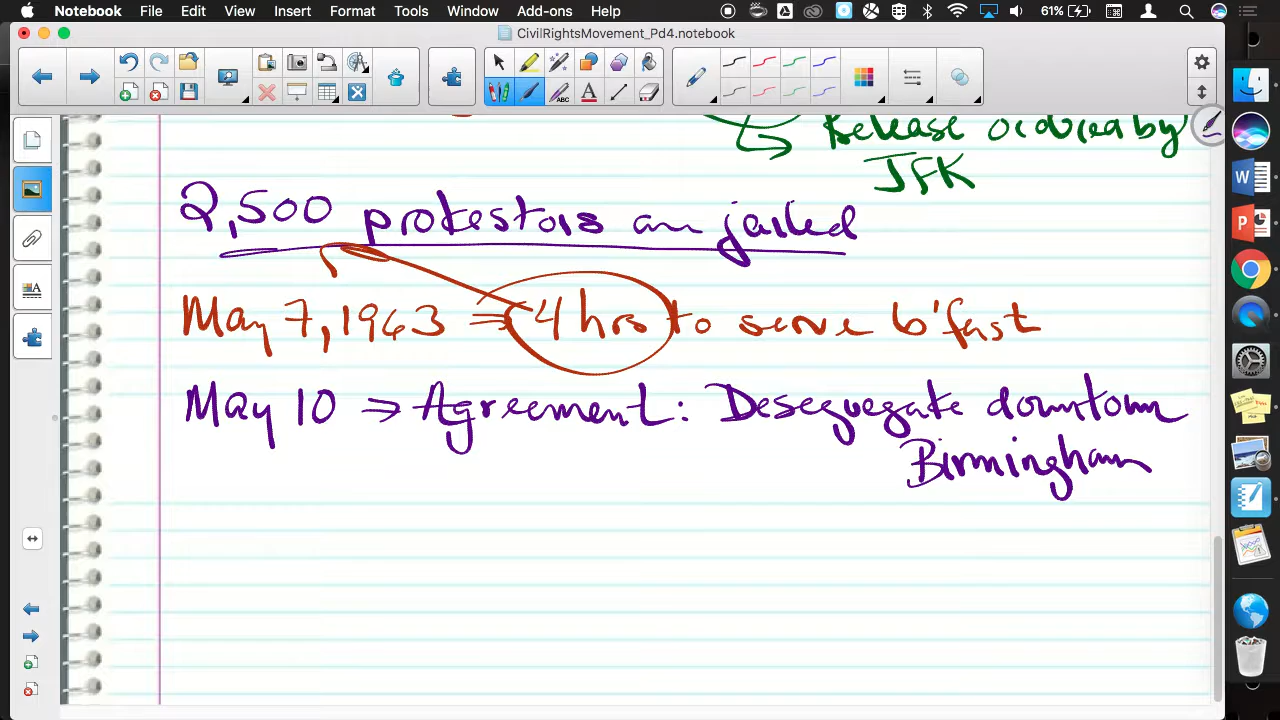 Notebook File Edit View Insert Format Tools Window Add-ons Help 61%
CivilRightsMovement_Pd4.notebook
Release ordered by
JFK
2,500 protestors are jailed
May 7, 1963 ⇒ 4 hrs to serve b'fast
May 10 ⇒ Agreement: Desegregate downtown
Birmingham